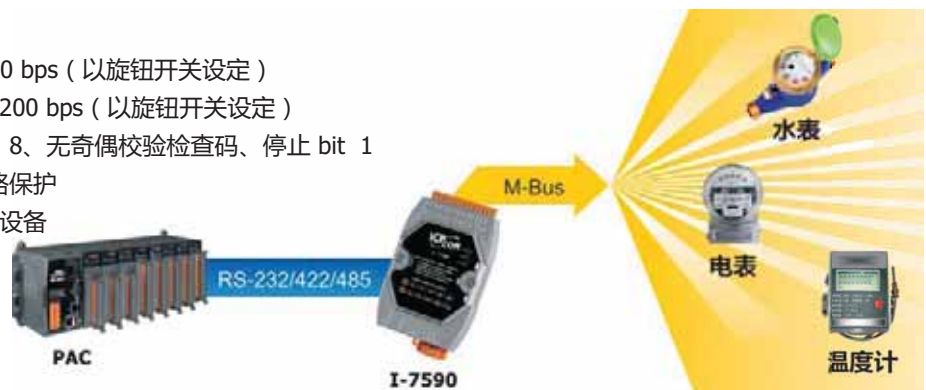 0 bps ( 以旋钮开关设定 )
200 bps ( 以旋钮开关设定 )
8、无奇偶校验检查码、停止 bit 1
保护
设备
水表
M-Bus
电表
RS-232/422/485
PAC
I-7590
温度计